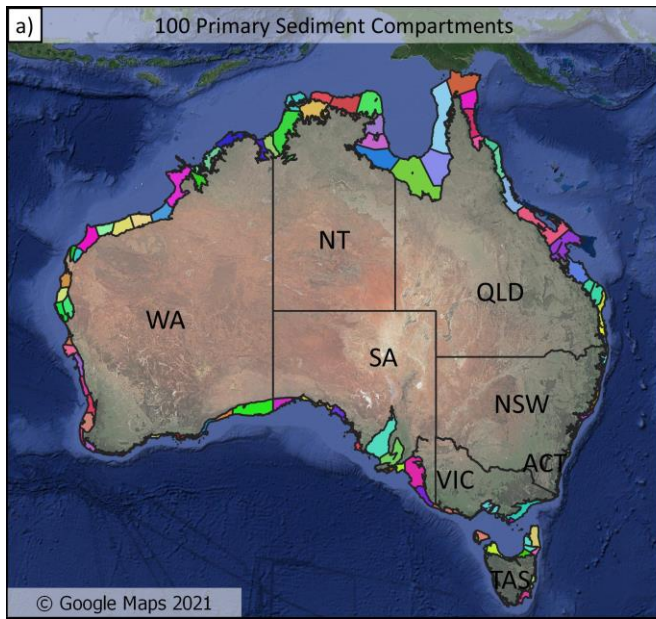 a)
100 Primary Sediment Compartments
NT
QLD
WA
SA
NSW
ACT
VIC
TAS
© Google Maps 2021